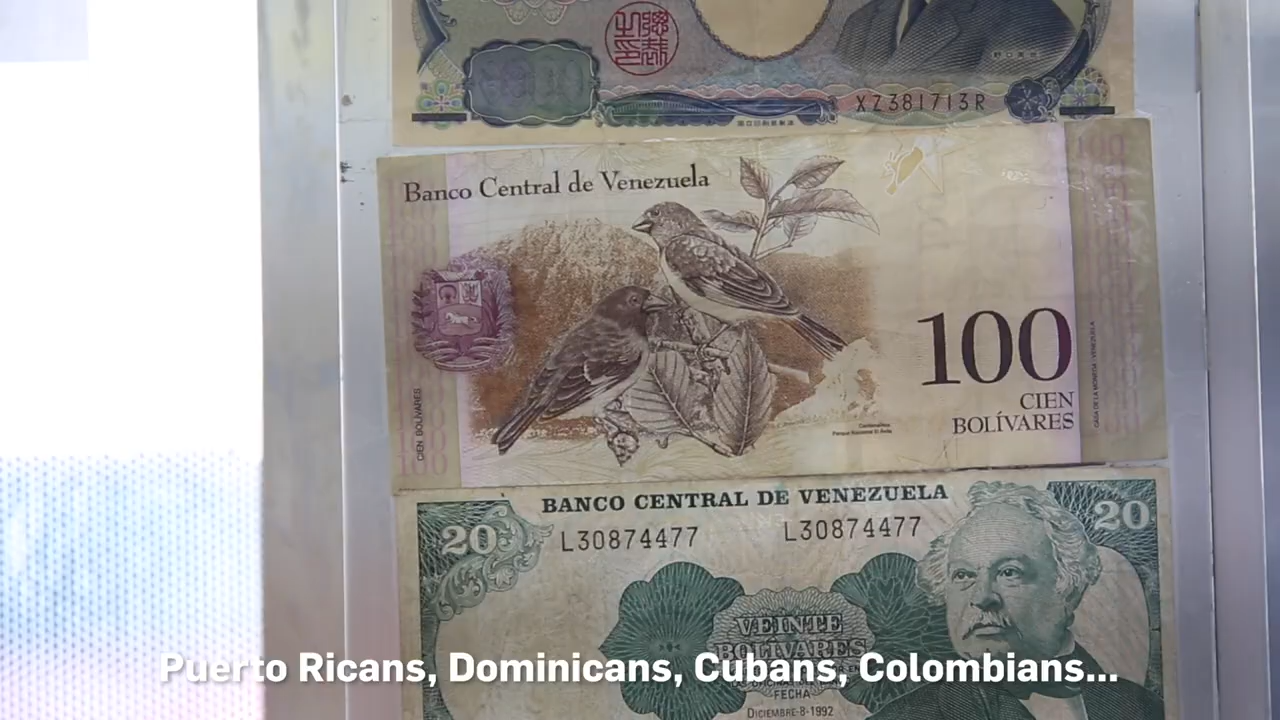 XZ381713R
Banco Central de Venezuela
100
CIEN
BOLÍVARES
CIEN BOLÍVARES
100
BANCO CENTRAL DE VENEZUELA
20
L30874477
L30874477
20
VEINTE
BOLÍVARES
FECHA
DICIEMBRE-8-1992
Puerto Ricans, Dominicans, Cubans, Colombians...